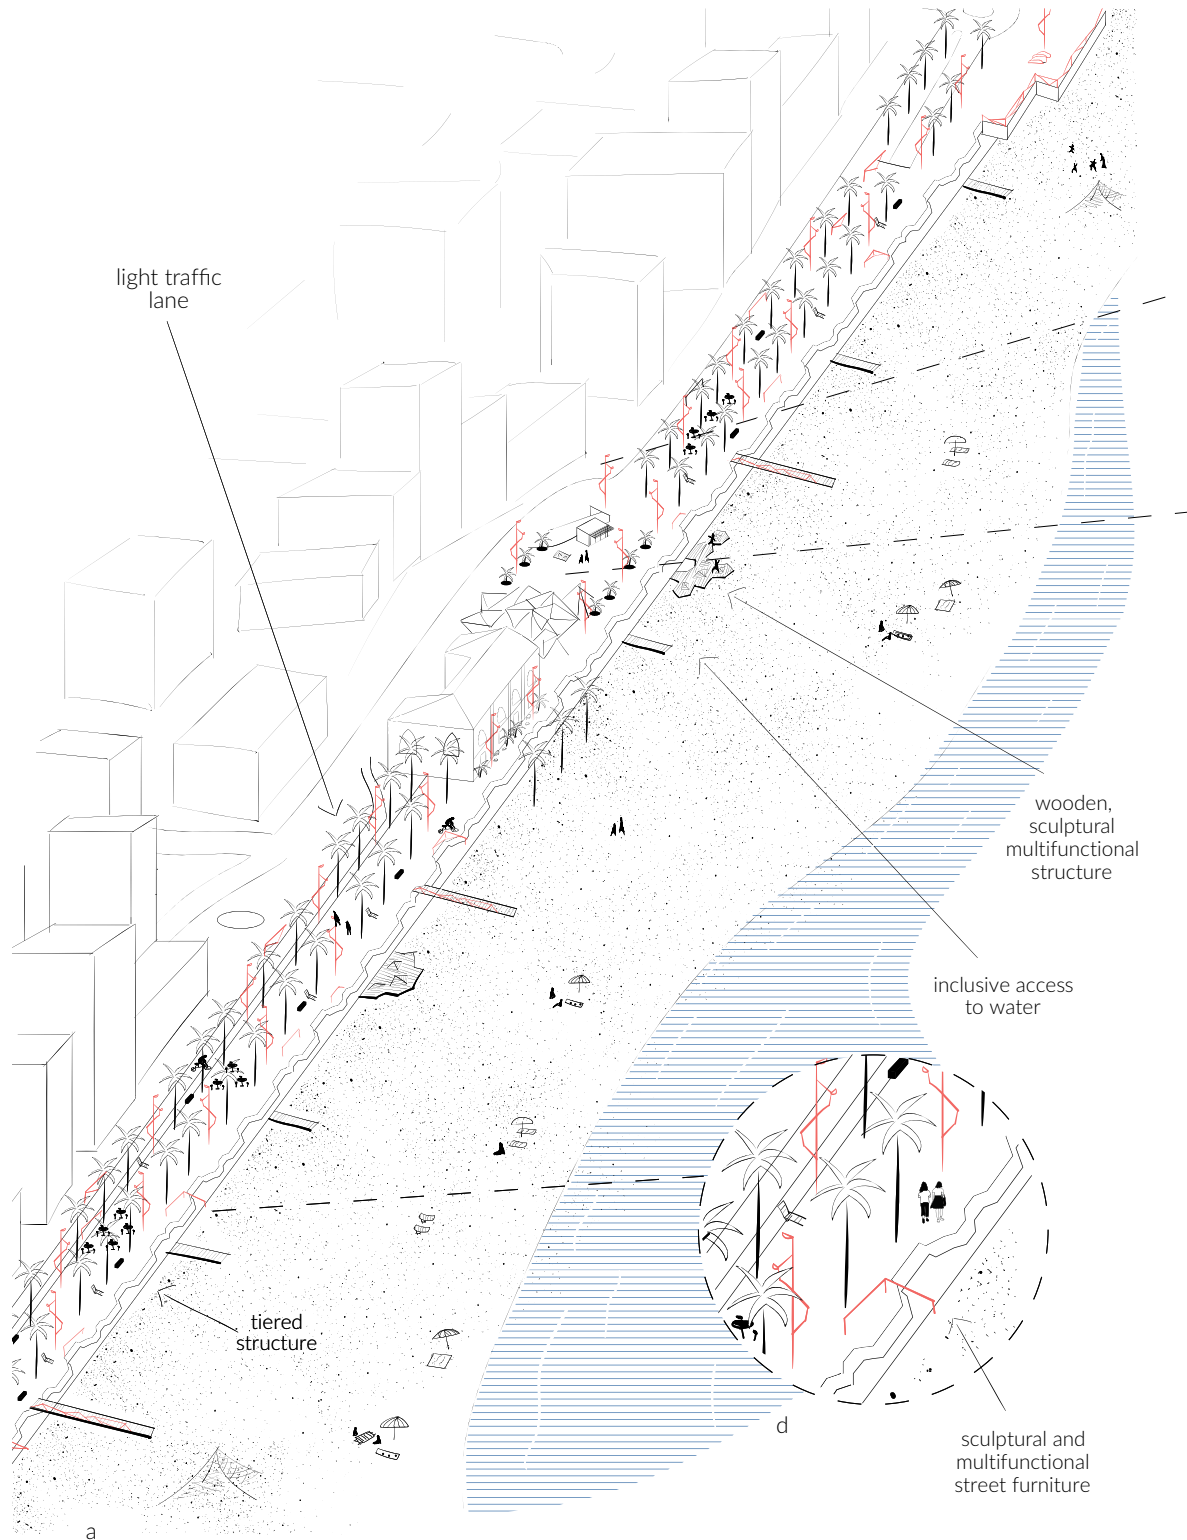 light traffic
lane
wooden,
sculptural
multifunctional
structure
inclusive access
to water
tiered
structure
d
sculptural and
multifunctional
street furniture
a